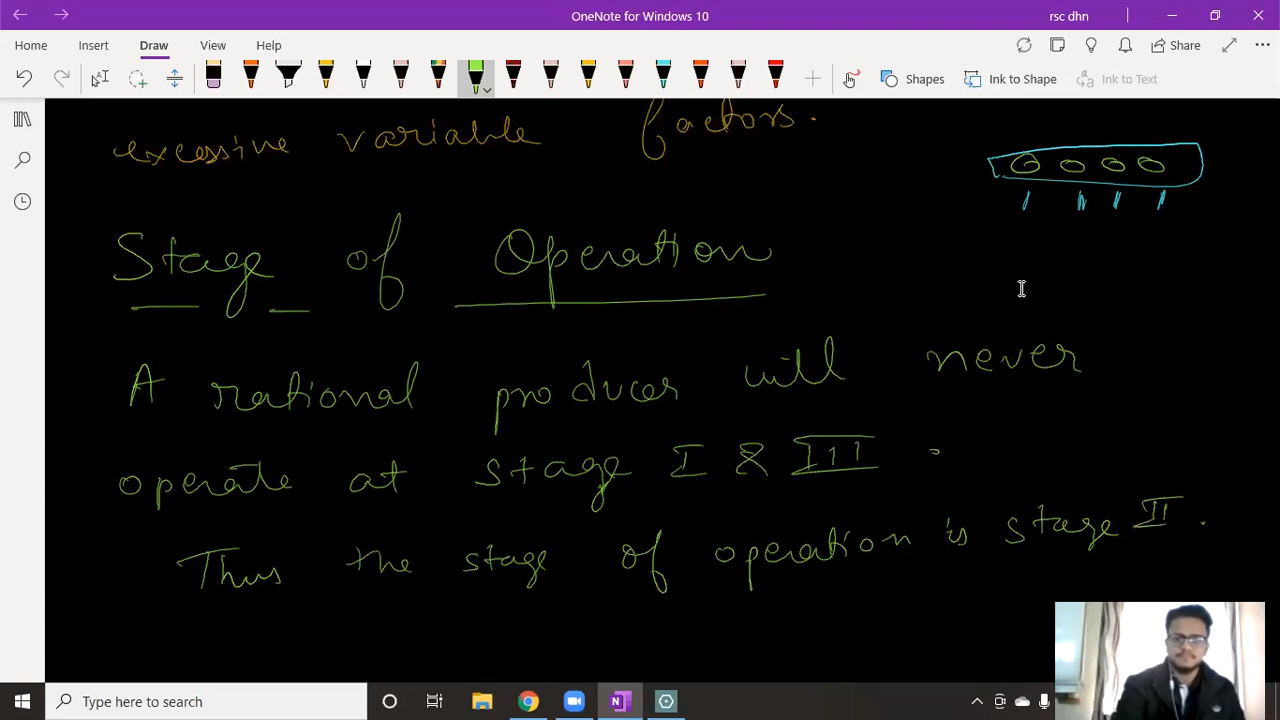 OneNote for Windows 10
rsc dhn
Home Insert Draw View Help
Share
Shapes Ink to Shape Ink to Text
excessive variable factors.
Stage of Operation
A rational producer will never
operate at stage I & III.
Thus the stage of operation is stage II.
Type here to search